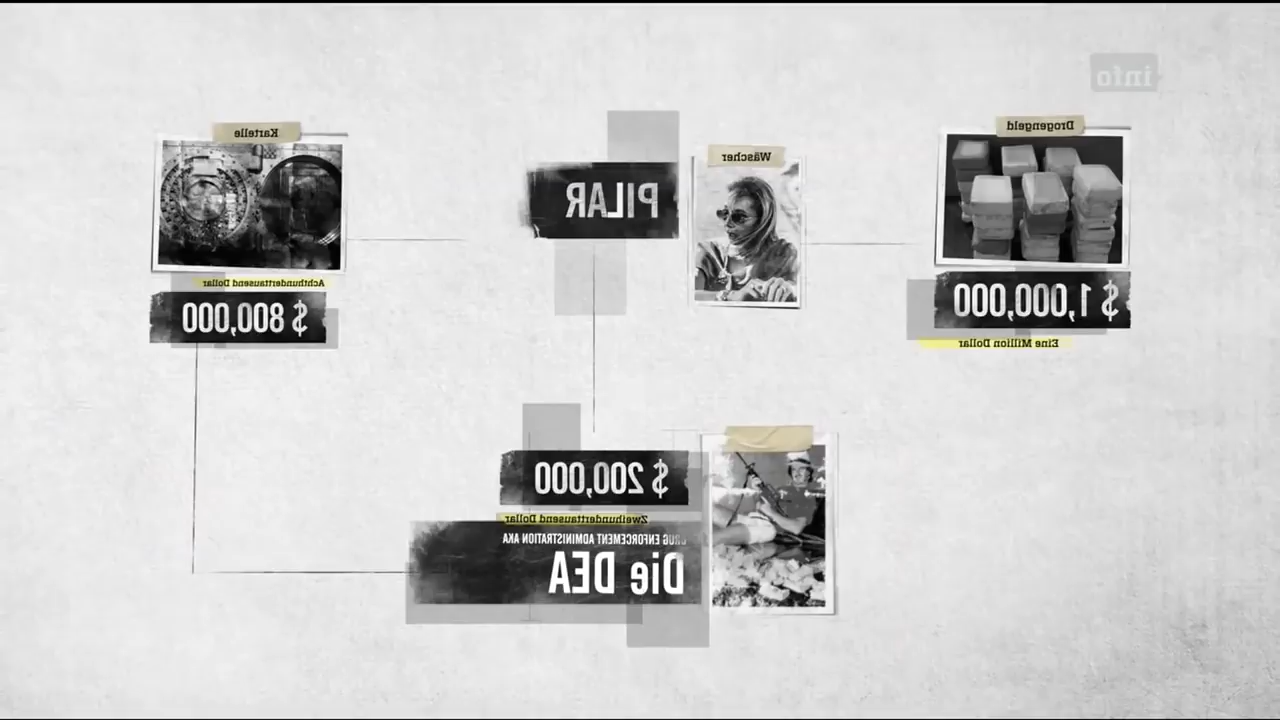 info
Kartelle
Achthunderttausend Dollar
$ 800,000
PILAR
Wäscher
Drogengeld
$ 1,000,000
Eine Million Dollar
$ 200,000
Zweihunderttausend Dollar
DRUG ENFORCEMENT ADMINISTRATION AKA
Die DEA